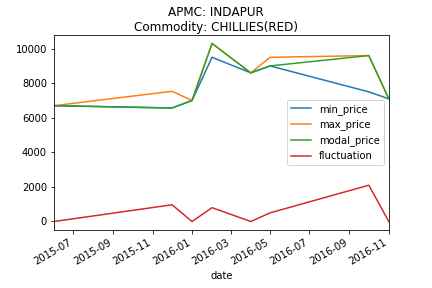 APMC: INDAPUR
Commodity: CHILLIES(RED)
10000
8000
6000
4000
2000
0
min_price
max_price
modal_price
fluctuation
2015-07
2015-09
2015-11
2016-01
2016-03
2016-05
2016-07
2016-09
2016-11
date